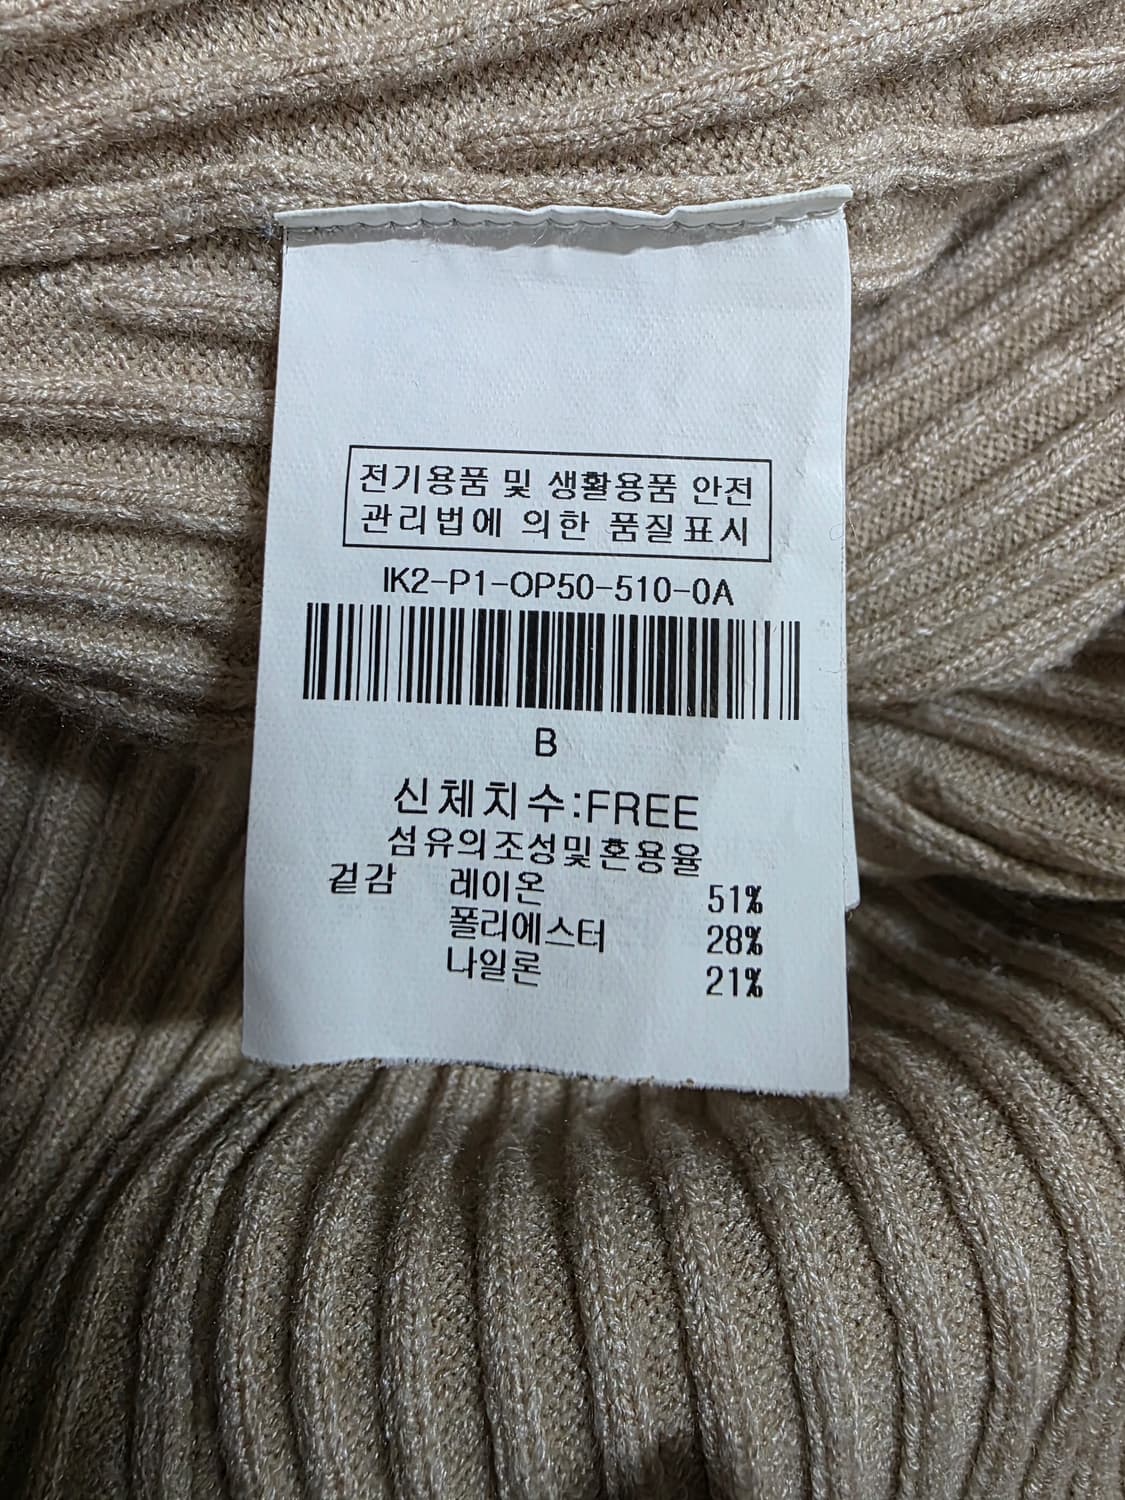 전기용품 및 생활용품 안전
관리법에 의한 품질표시
IK2-P1-OP50-510-0A
B
신체치수:FREE
섬유의조성및혼용율
겉감 레이온 51%
폴리에스터 28%
나일론 21%